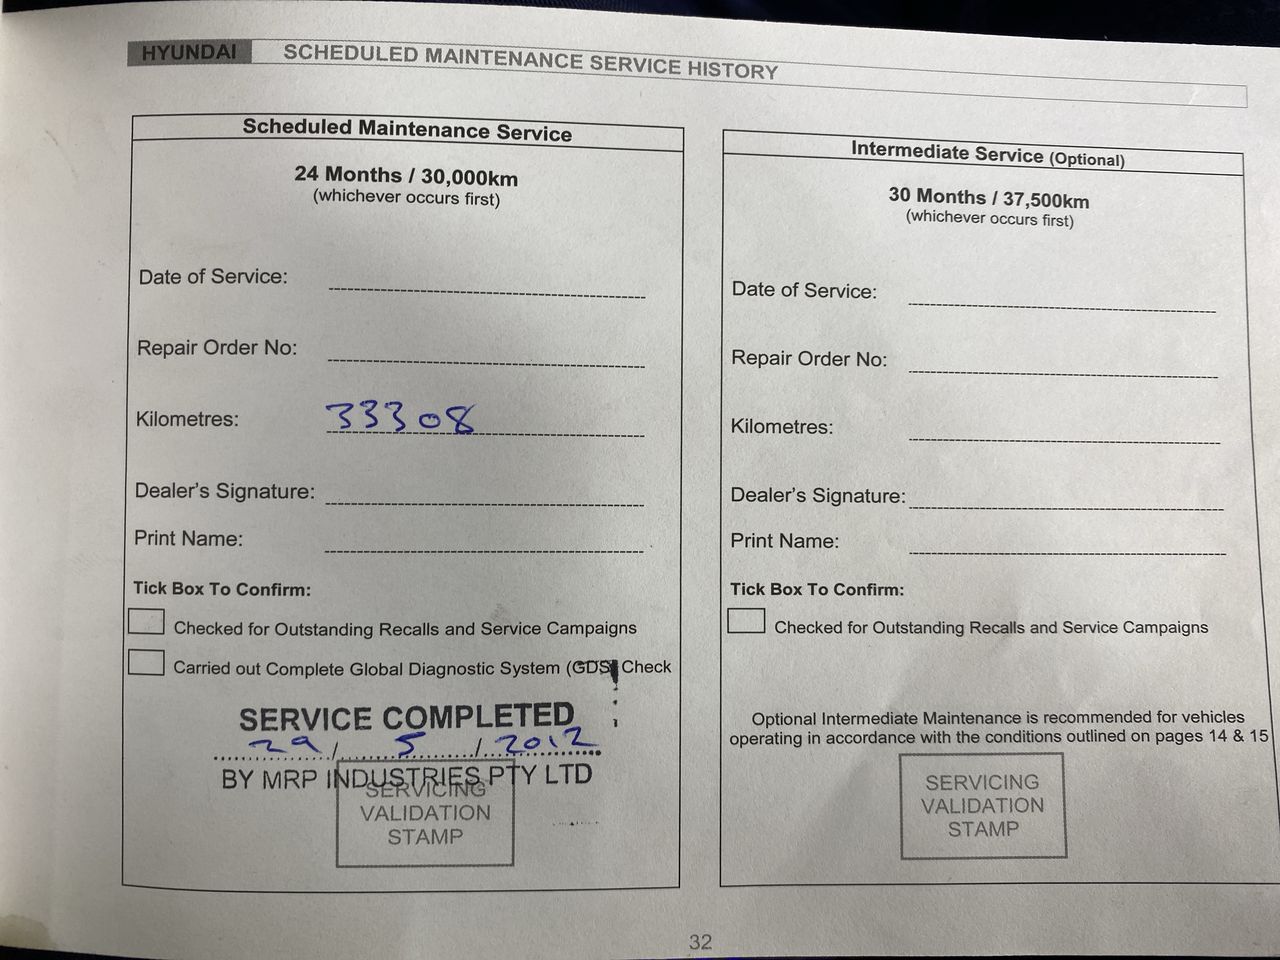 HYUNDAI SCHEDULED MAINTENANCE SERVICE HISTORY
Scheduled Maintenance Service
24 Months / 30,000km
(whichever occurs first)
Date of Service:
Repair Order No:
Kilometres: 33308
Dealer's Signature:
Print Name:
Tick Box To Confirm:
Checked for Outstanding Recalls and Service Campaigns
Carried out Complete Global Diagnostic System (GDS) Check
SERVICE COMPLETED
29 / 5 / 2012
BY MRP INDUSTRIES PTY LTD
SERVICING
VALIDATION
STAMP
Intermediate Service (Optional)
30 Months / 37,500km
(whichever occurs first)
Date of Service:
Repair Order No:
Kilometres:
Dealer's Signature:
Print Name:
Tick Box To Confirm:
Checked for Outstanding Recalls and Service Campaigns
Optional Intermediate Maintenance is recommended for vehicles
operating in accordance with the conditions outlined on pages 14 & 15
SERVICING
VALIDATION
STAMP
32